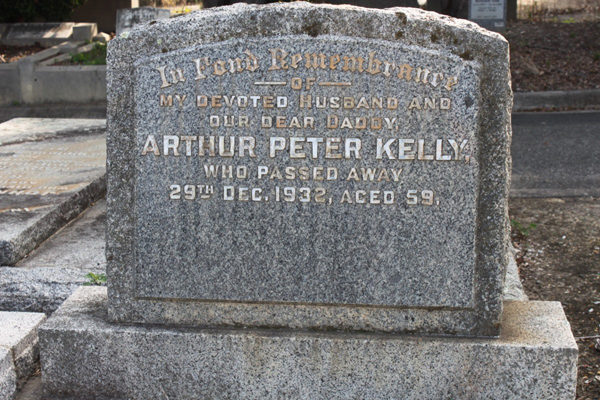 In Fond Remembrance
OF
MY DEVOTED HUSBAND AND
OUR DEAR DADDY
ARTHUR PETER KELLY,
WHO PASSED AWAY
29TH DEC. 1932, AGED 59.